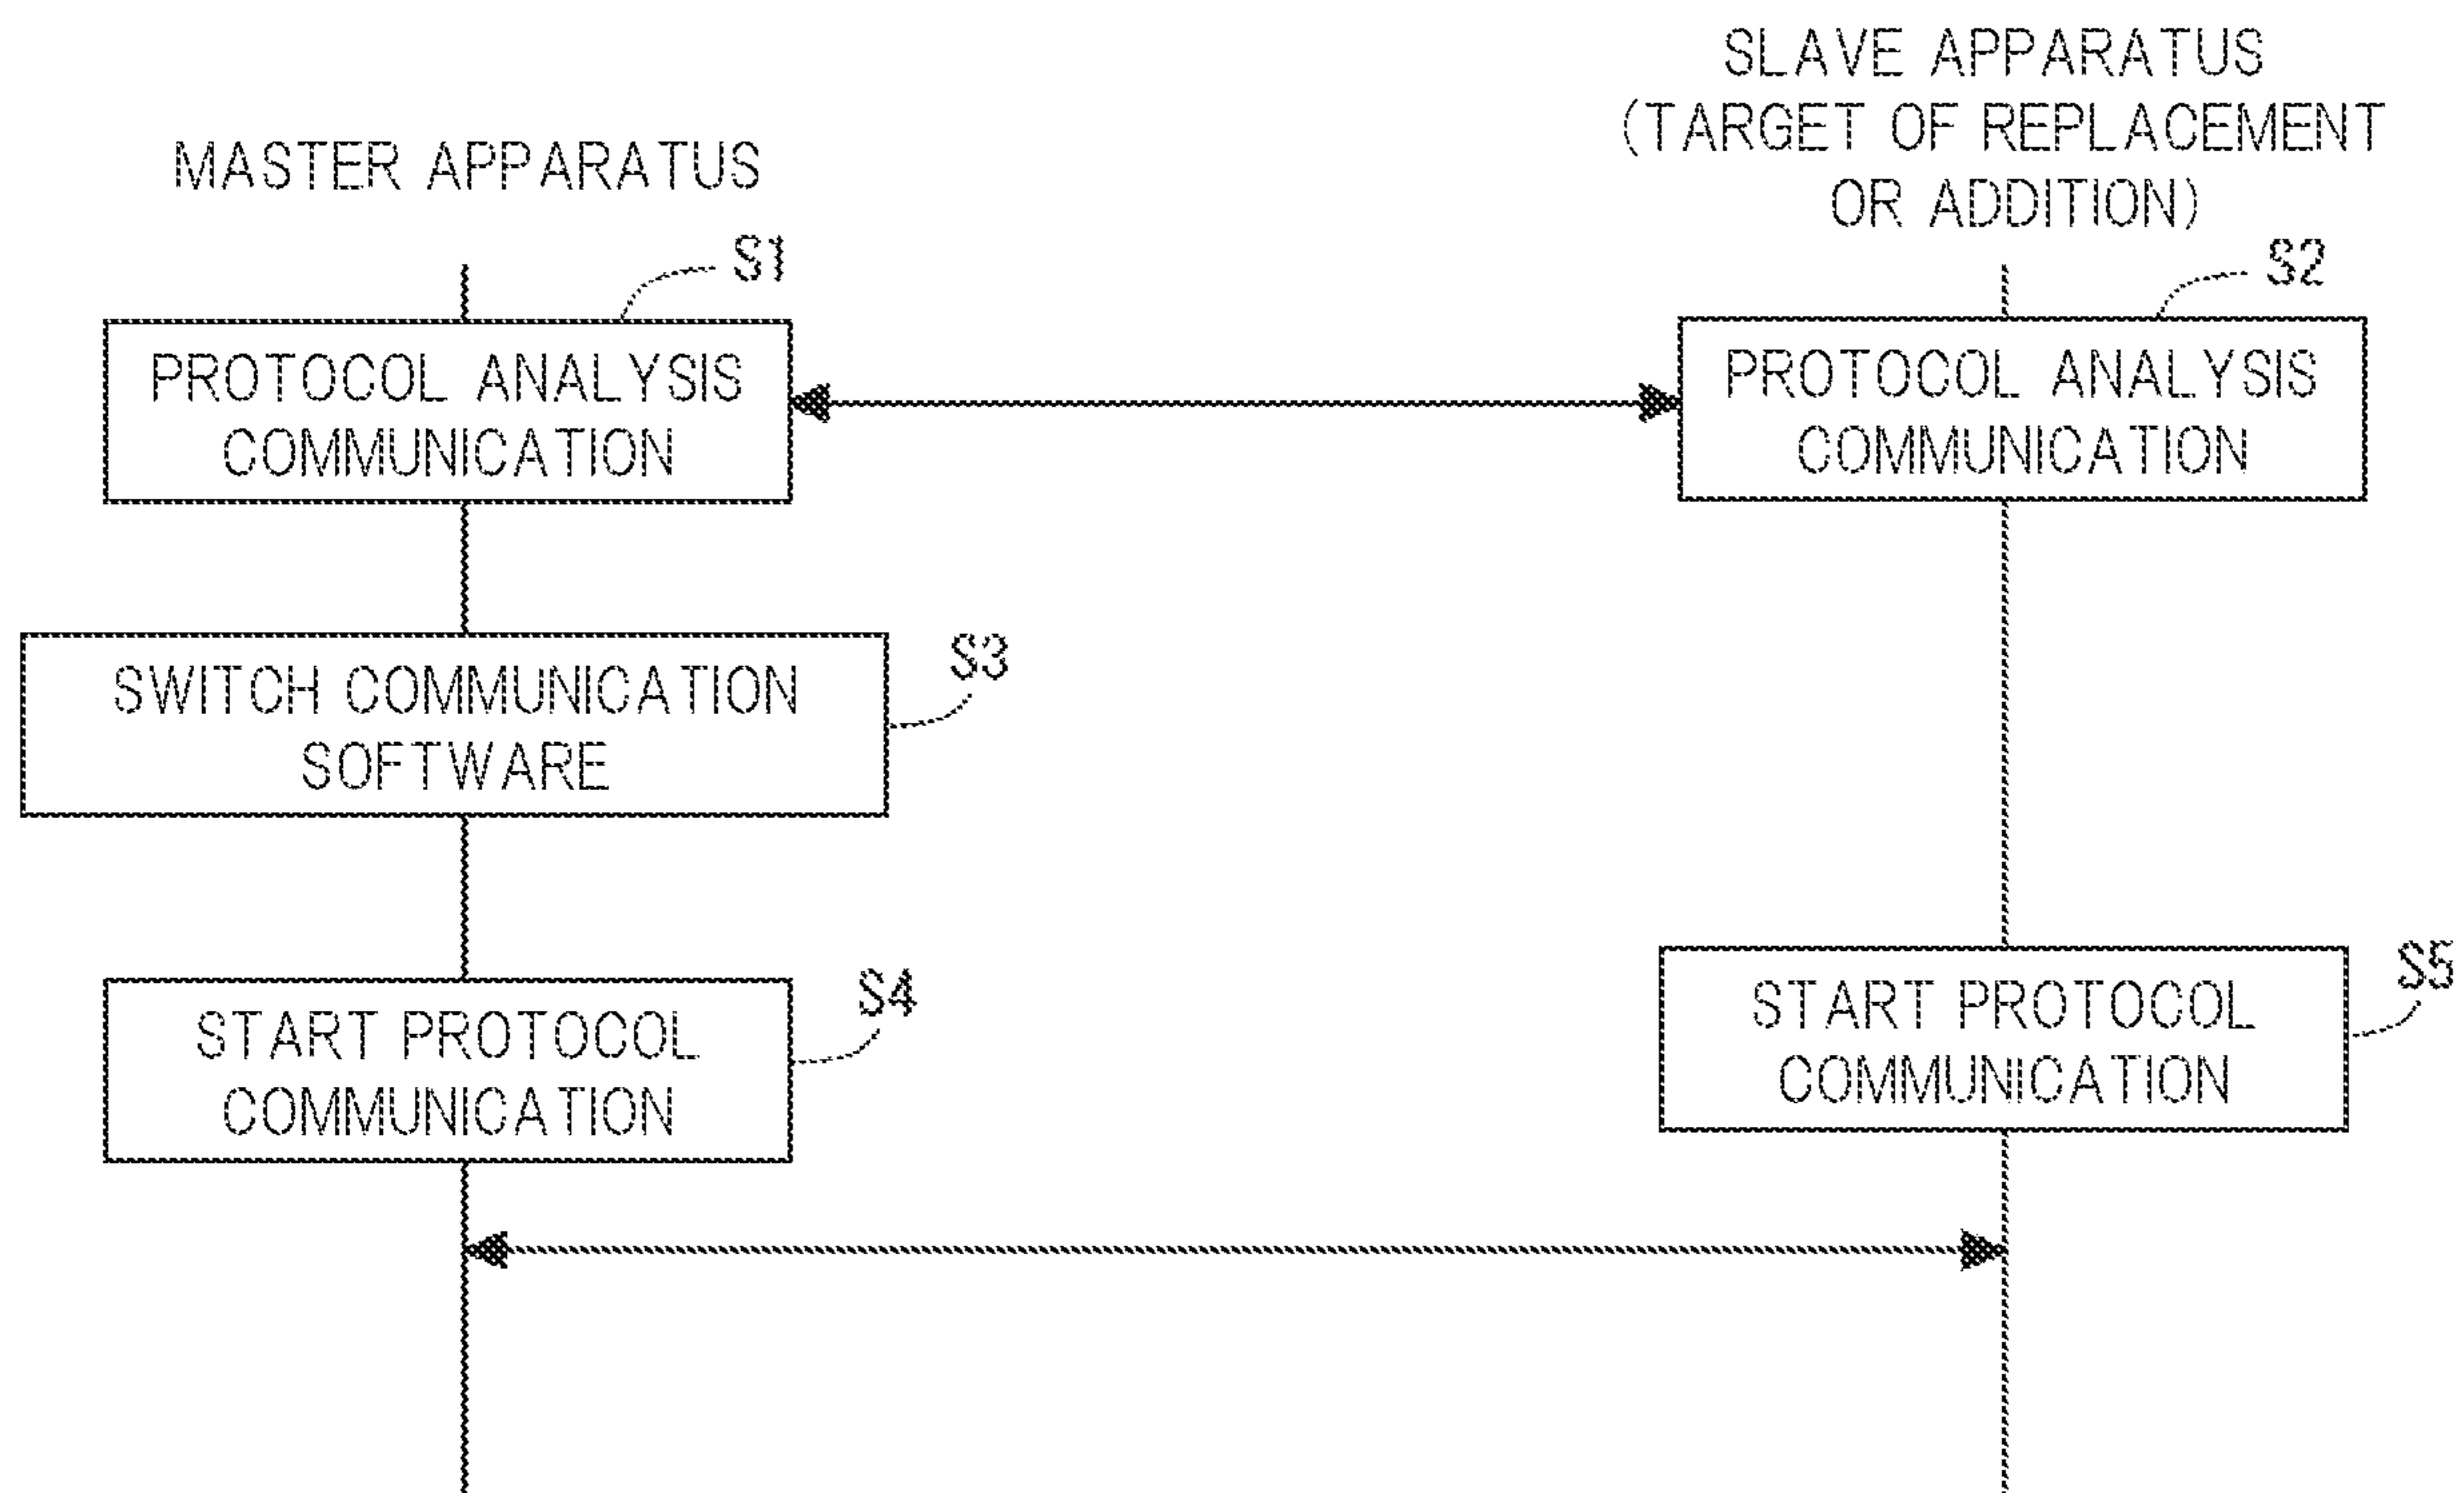 SLAVE APPARATUS
(TARGET OF REPLACEMENT
OR ADDITION)
MASTER APPARATUS
S1
S2
PROTOCOL ANALYSIS
COMMUNICATION
PROTOCOL ANALYSIS
COMMUNICATION
S3
SWITCH COMMUNICATION
SOFTWARE
S4
START PROTOCOL
COMMUNICATION
S5
START PROTOCOL
COMMUNICATION